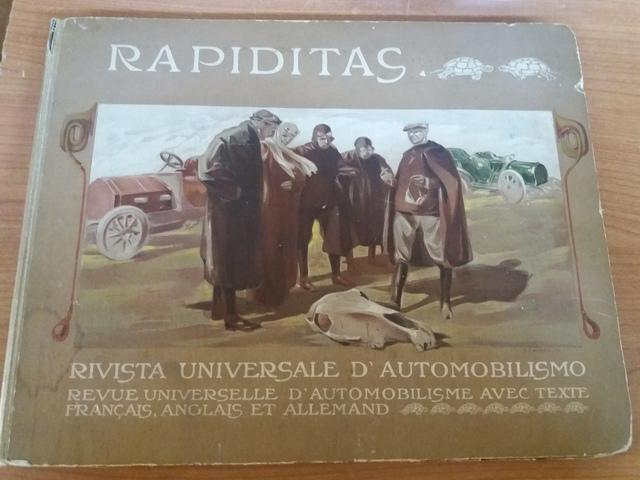 RAPIDITAS.
RIVISTA UNIVERSALE D'AUTOMOBILISMO
REVUE UNIVERSELLE D'AUTOMOBILISME AVEC TEXTE
FRANÇAIS, ANGLAIS ET ALLEMAND